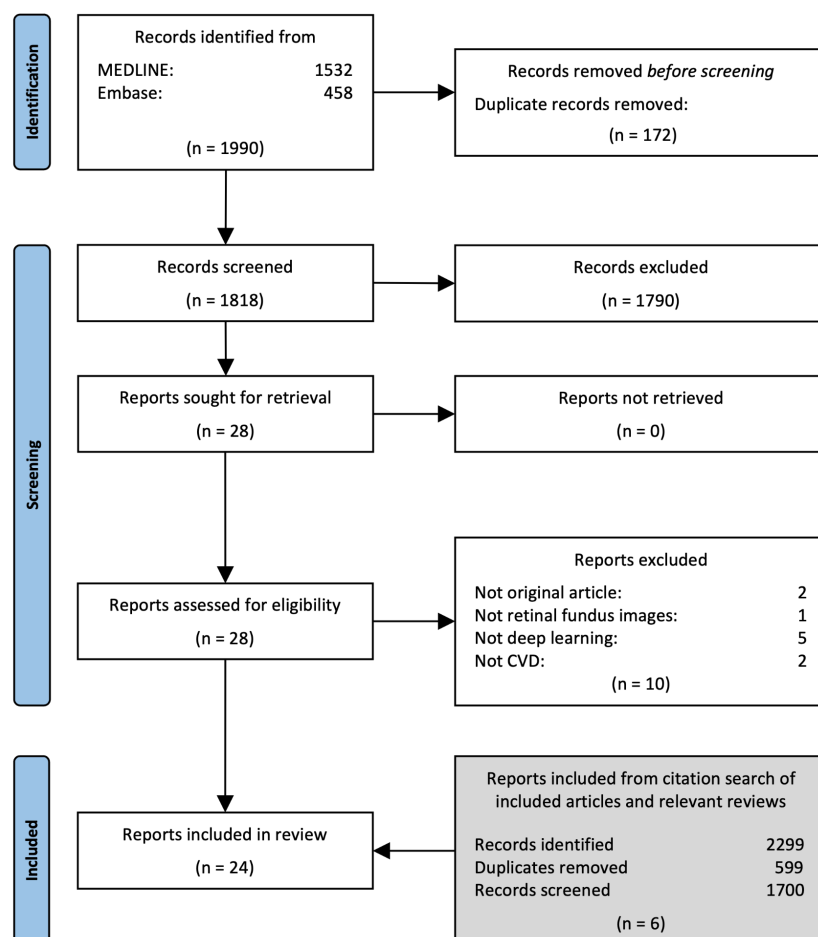 Identification
Records identified from
MEDLINE: 1532
Embase: 458
(n = 1990)
Records removed before screening
Duplicate records removed:
(n = 172)
Screening
Records screened
(n = 1818)
Records excluded
(n = 1790)
Reports sought for retrieval
(n = 28)
Reports not retrieved
(n = 0)
Reports assessed for eligibility
(n = 28)
Reports excluded
Not original article: 2
Not retinal fundus images: 1
Not deep learning: 5
Not CVD: 2
(n = 10)
Included
Reports included in review
(n = 24)
Reports included from citation search of
included articles and relevant reviews
Records identified 2299
Duplicates removed 599
Records screened 1700
(n = 6)